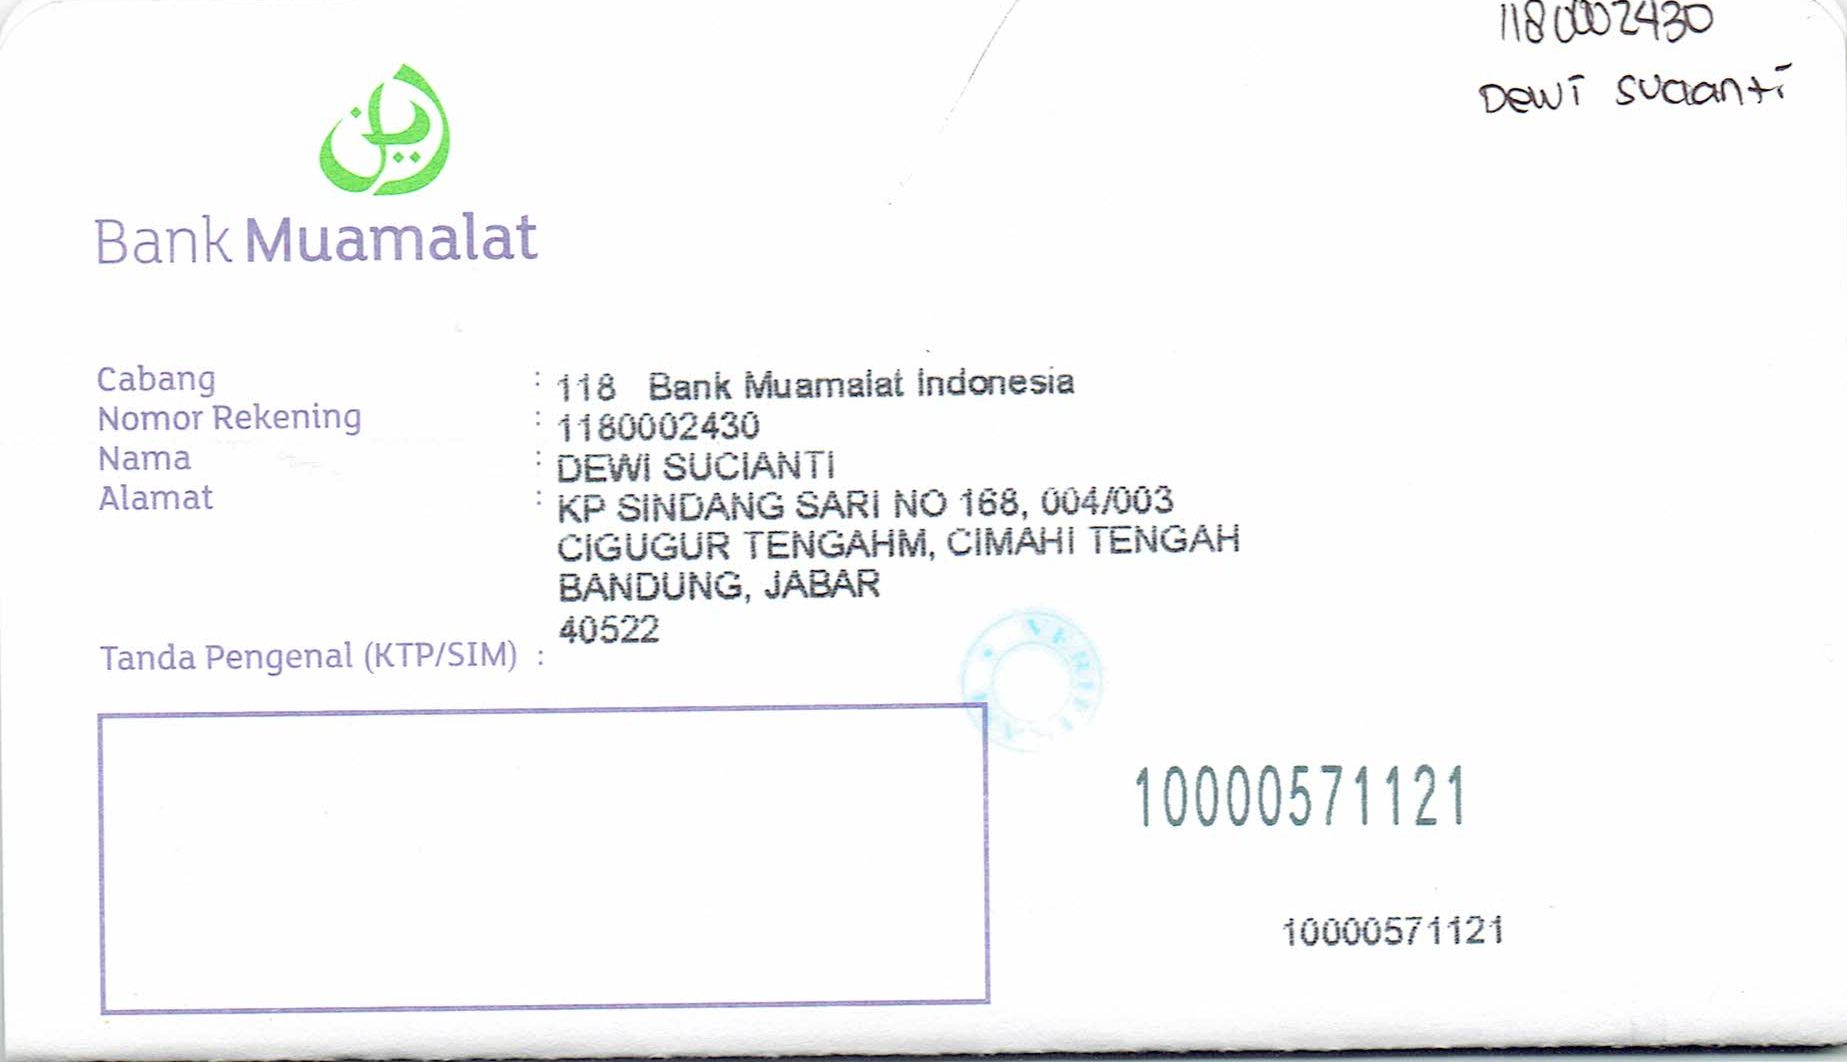 1180002430
Dewi Sucianti
Bank Muamalat
Cabang : 118 Bank Muamalat Indonesia
Nomor Rekening : 1180002430
Nama : DEWI SUCIANTI
Alamat : KP SINDANG SARI NO 168, 004/003
CIGUGUR TENGAHM, CIMAHI TENGAH
BANDUNG, JABAR
40522
Tanda Pengenal (KTP/SIM) :
10000571121
10000571121